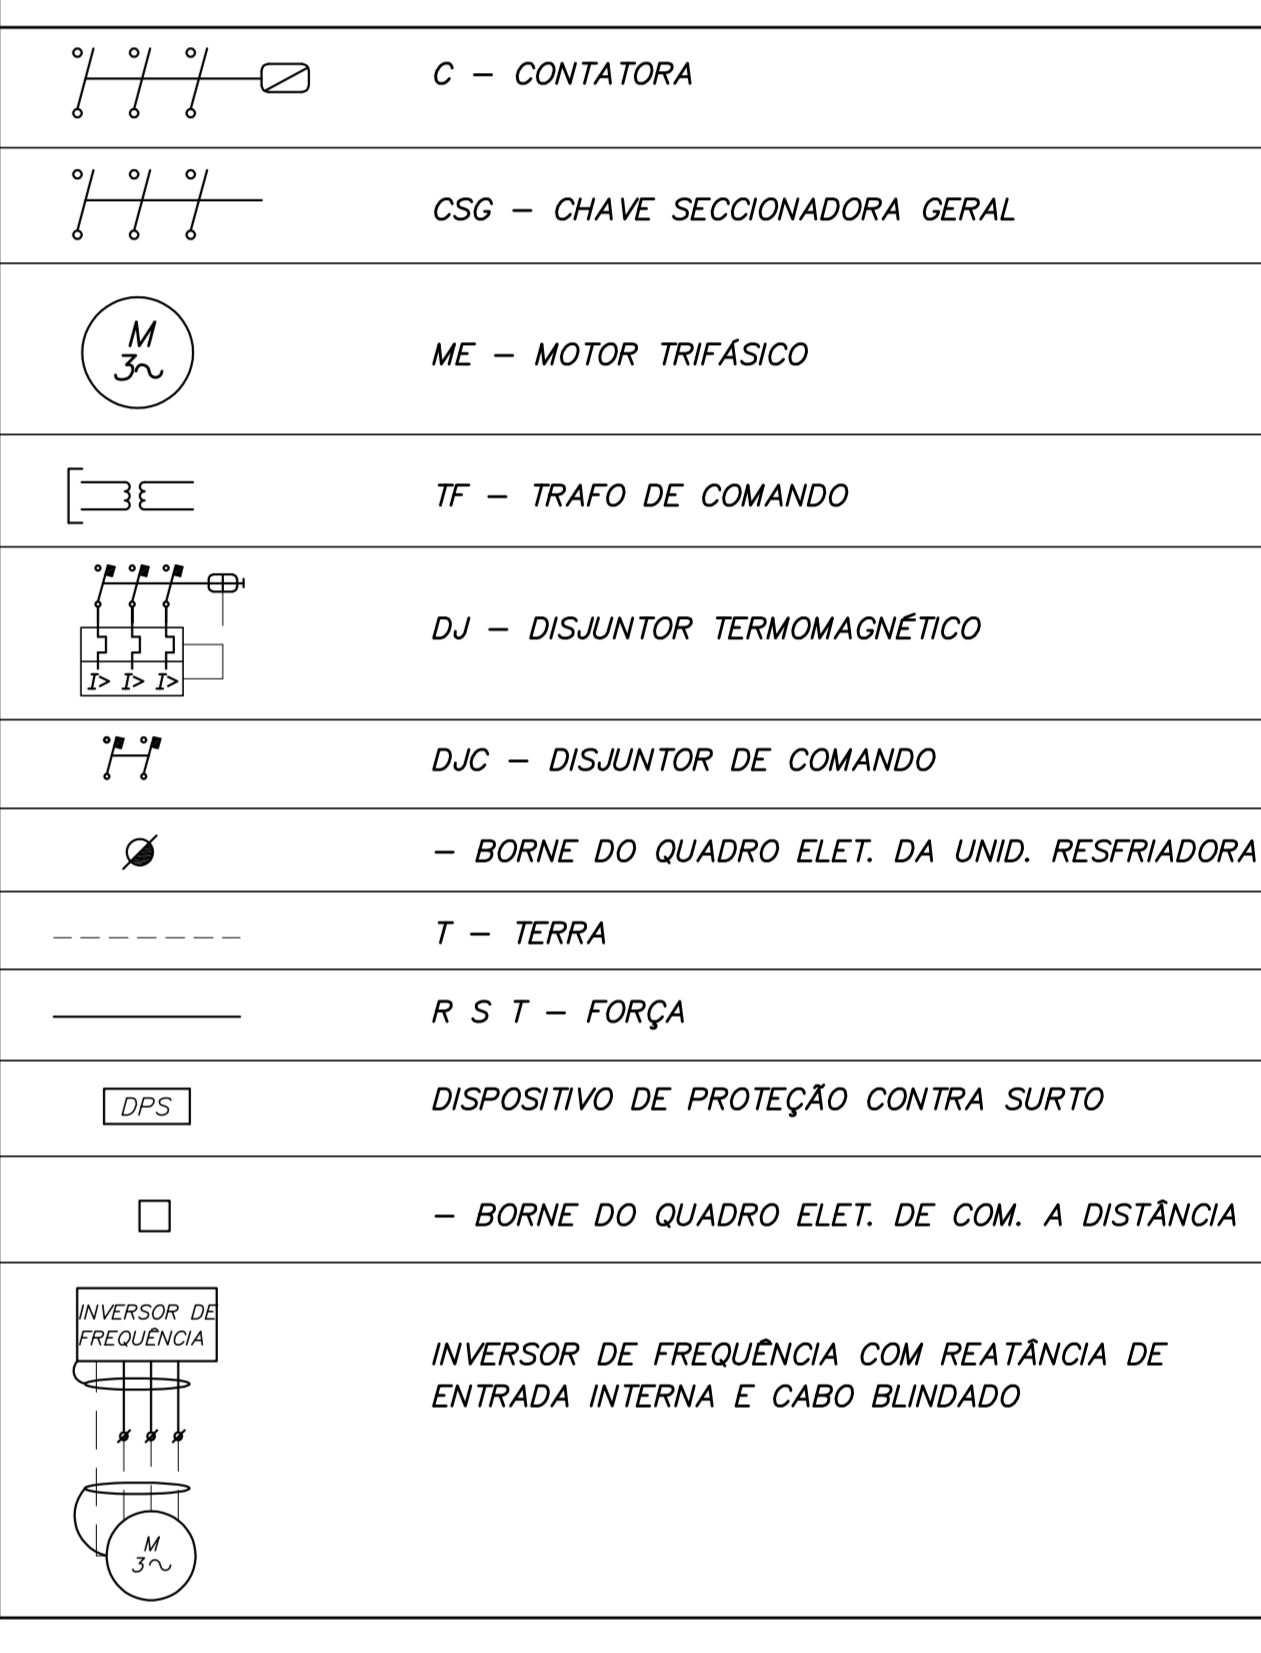 C – CONTATORA
CSG – CHAVE SECCIONADORA GERAL
M
3~
ME – MOTOR TRIFÁSICO
TF – TRAFO DE COMANDO
I> I> I>
DJ – DISJUNTOR TERMOMAGNÉTICO
DJC – DISJUNTOR DE COMANDO
– BORNE DO QUADRO ELET. DA UNID. RESFRIADORA
T – TERRA
R S T – FORÇA
DPS
DISPOSITIVO DE PROTEÇÃO CONTRA SURTO
– BORNE DO QUADRO ELET. DE COM. A DISTÂNCIA
INVERSOR DE
FREQUÊNCIA
INVERSOR DE FREQUÊNCIA COM REATÂNCIA DE
ENTRADA INTERNA E CABO BLINDADO
M
3~